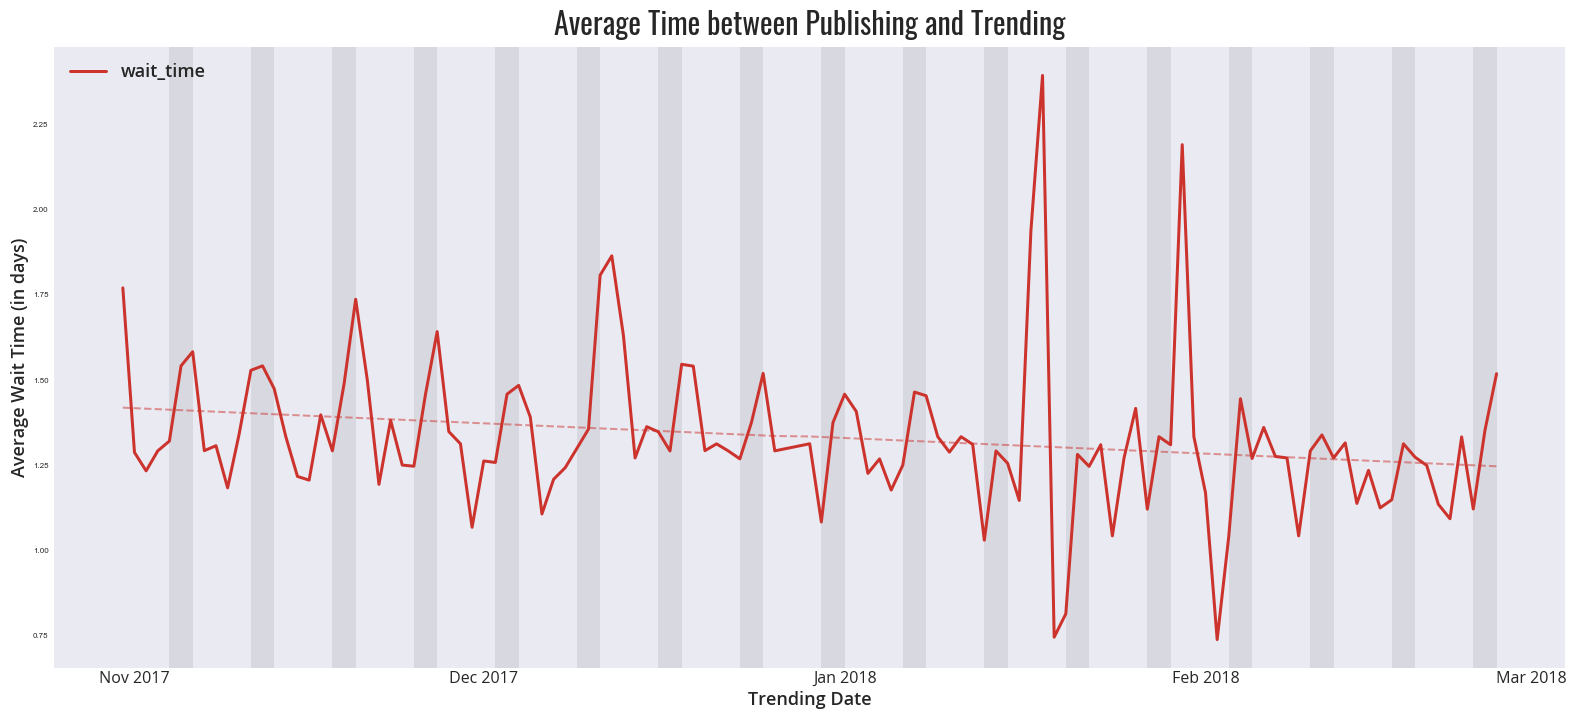 Average Time between Publishing and Trending
wait_time
Average Wait Time (in days)
2.25
2.00
1.75
1.50
1.25
1.00
0.75
Nov 2017 Dec 2017 Jan 2018 Feb 2018 Mar 2018
Trending Date